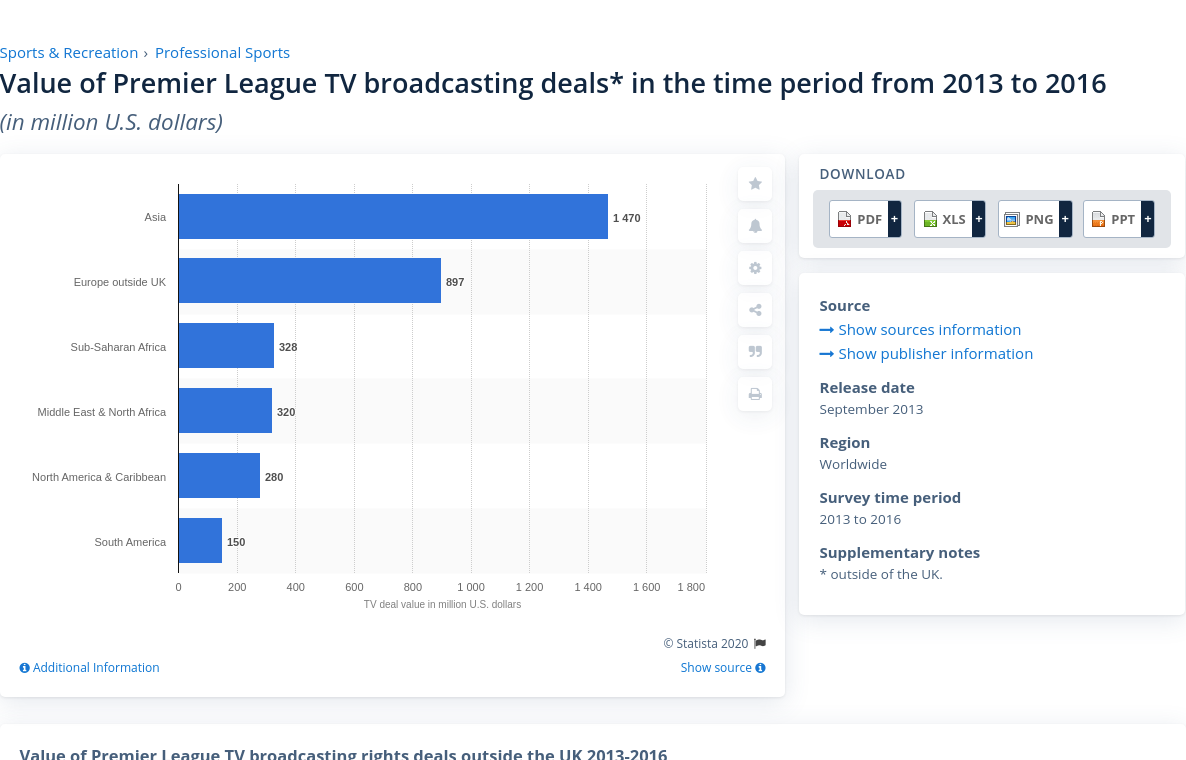 Sports & Recreation › Professional Sports
Value of Premier League TV broadcasting deals* in the time period from 2013 to 2016
(in million U.S. dollars)
Asia
1 470
Europe outside UK
897
Sub-Saharan Africa
328
Middle East & North Africa
320
North America & Caribbean
280
South America
150
0 200 400 600 800 1 000 1 200 1 400 1 600 1 800
TV deal value in million U.S. dollars
© Statista 2020
Additional Information
Show source
DOWNLOAD
PDF + XLS + PNG + PPT +
Source
Show sources information
Show publisher information
Release date
September 2013
Region
Worldwide
Survey time period
2013 to 2016
Supplementary notes
* outside of the UK.
Value of Premier League TV broadcasting rights deals outside the UK 2013-2016